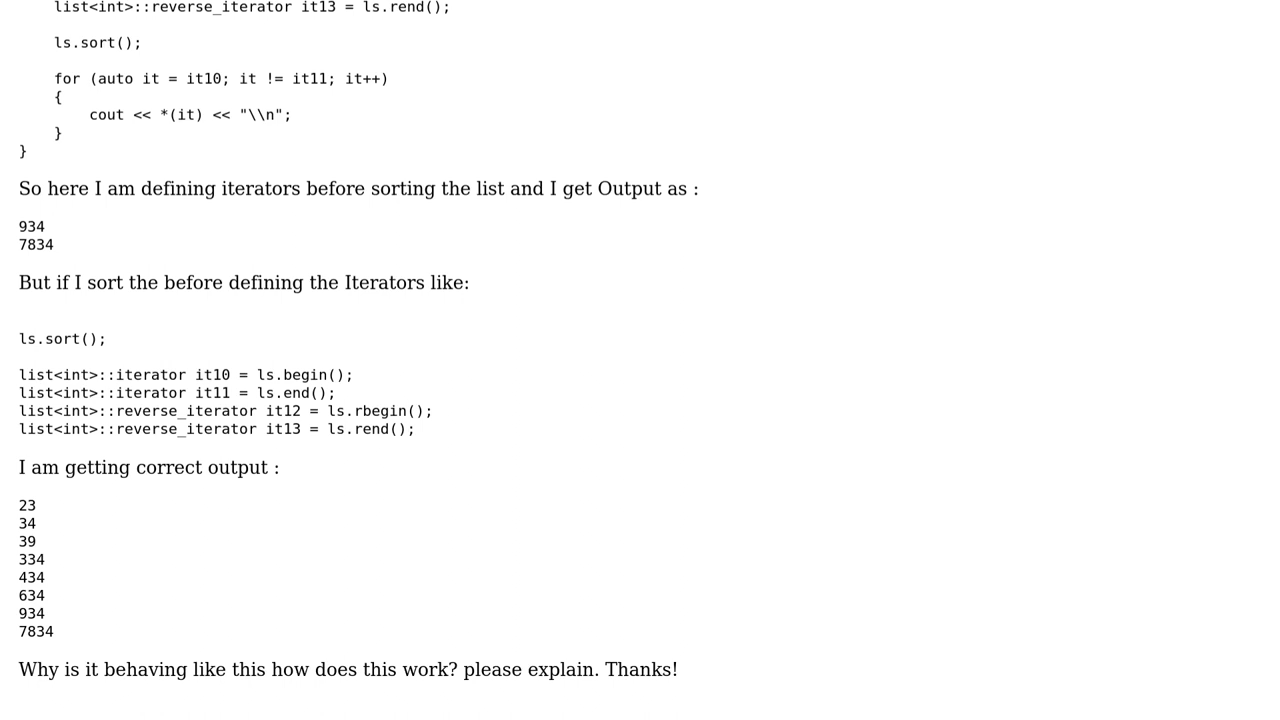 list<int>::reverse_iterator it13 = ls.rend();
ls.sort();
for (auto it = it10; it != it11; it++)
{
cout << *(it) << "\\n";
}
}
So here I am defining iterators before sorting the list and I get Output as :
934
7834
But if I sort the before defining the Iterators like:
ls.sort();
list<int>::iterator it10 = ls.begin();
list<int>::iterator it11 = ls.end();
list<int>::reverse_iterator it12 = ls.rbegin();
list<int>::reverse_iterator it13 = ls.rend();
I am getting correct output :
23
34
39
334
434
634
934
7834
Why is it behaving like this how does this work? please explain. Thanks!